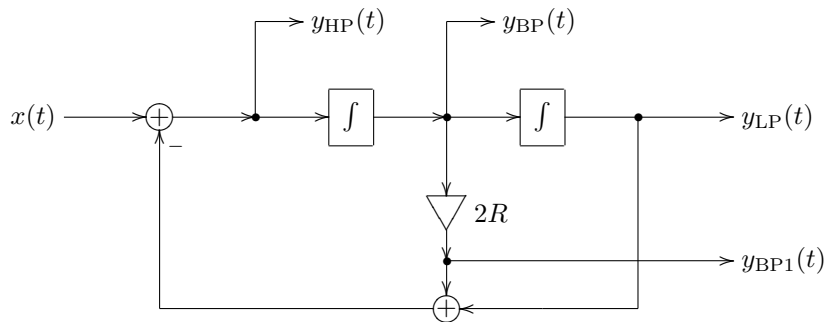 y_HP(t)
y_BP(t)
x(t)
+
∫
∫
y_LP(t)
−
2R
y_BP1(t)
+